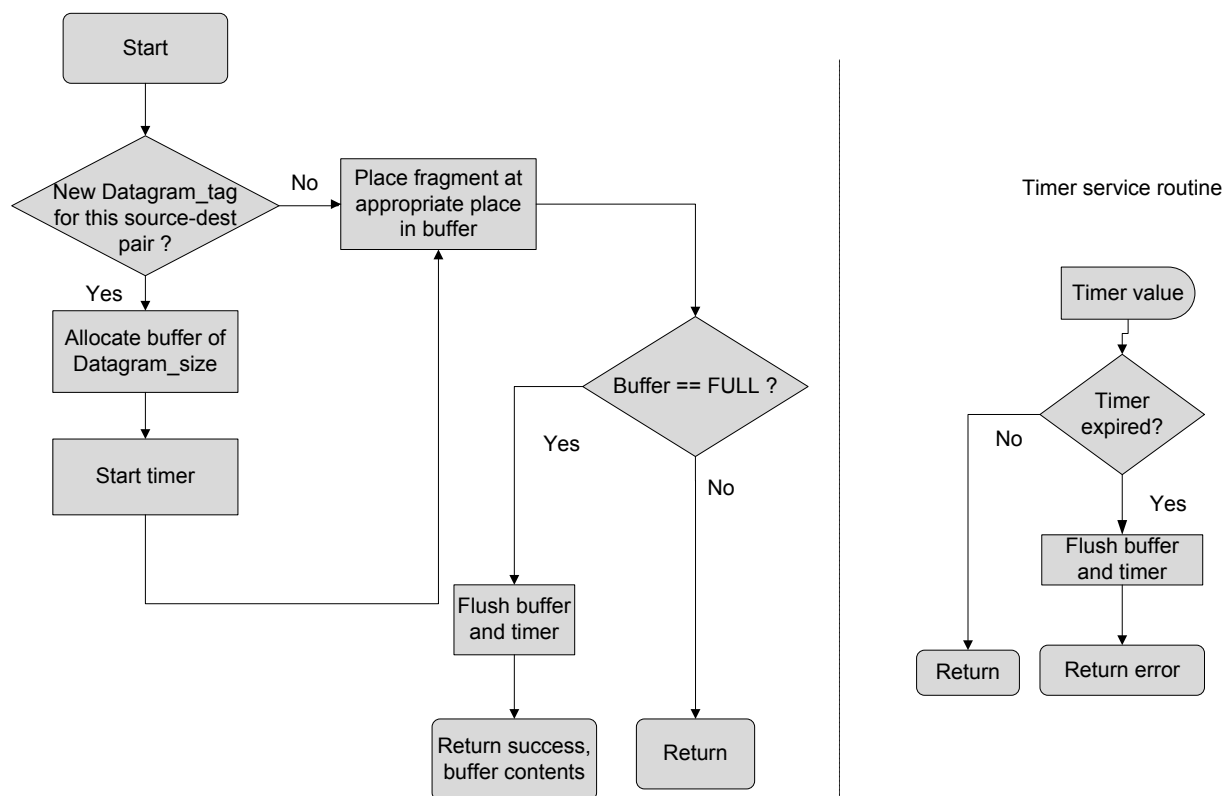 Start
New Datagram_tag
for this source-dest
pair ?
No
Place fragment at
appropriate place
in buffer
Yes
Allocate buffer of
Datagram_size
Start timer
Buffer == FULL ?
Yes
No
Flush buffer
and timer
Return success,
buffer contents
Return
Timer service routine
Timer value
Timer
expired?
No
Yes
Flush buffer
and timer
Return
Return error